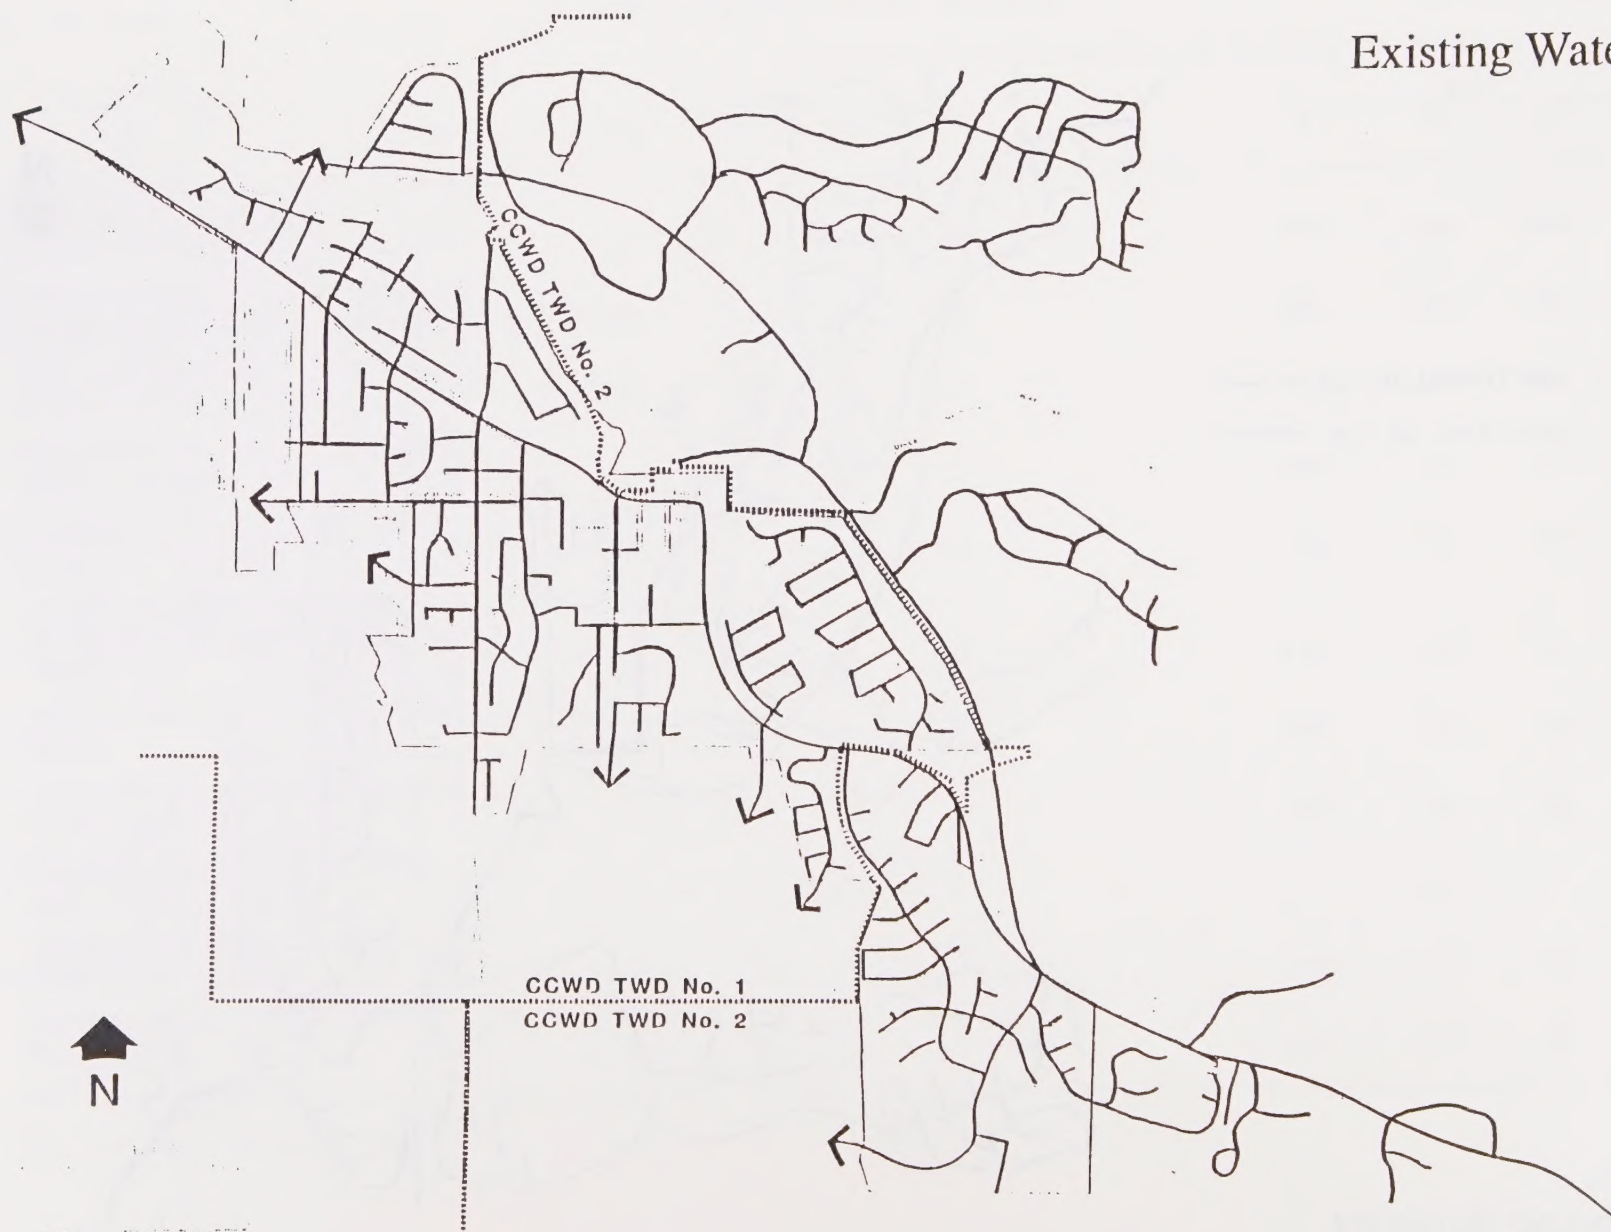 Existing Wate
CCWD TWD No. 2
CCWD TWD No. 1
CCWD TWD No. 2
N